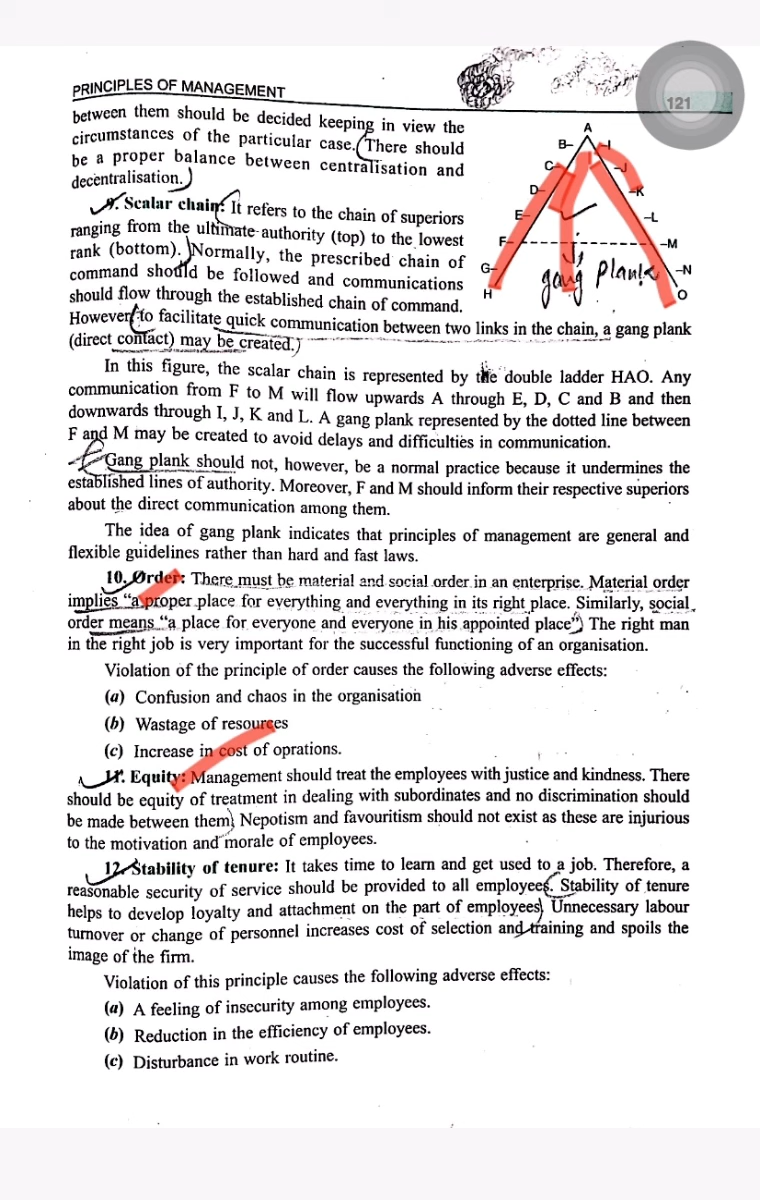 PRINCIPLES OF MANAGEMENT
121
between them should be decided keeping in view the
circumstances of the particular case. (There should
be a proper balance between centralisation and
decentralisation.)
9. Scalar chain: It refers to the chain of superiors
ranging from the ultimate authority (top) to the lowest
rank (bottom). Normally, the prescribed chain of
command should be followed and communications
should flow through the established chain of command.
However, to facilitate quick communication between two links in the chain, a gang plank
(direct contact) may be created.)
A
B
I
C
J
D
K
E
L
F
M
G
N
H
O
gang plank
In this figure, the scalar chain is represented by the double ladder HAO. Any
communication from F to M will flow upwards A through E, D, C and B and then
downwards through I, J, K and L. A gang plank represented by the dotted line between
F and M may be created to avoid delays and difficulties in communication.
Gang plank should not, however, be a normal practice because it undermines the
established lines of authority. Moreover, F and M should inform their respective superiors
about the direct communication among them.
The idea of gang plank indicates that principles of management are general and
flexible guidelines rather than hard and fast laws.
10. Order: There must be material and social order in an enterprise. Material order
implies “a proper place for everything and everything in its right place. Similarly, social
order means “a place for everyone and everyone in his appointed place”) The right man
in the right job is very important for the successful functioning of an organisation.
Violation of the principle of order causes the following adverse effects:
(a) Confusion and chaos in the organisation
(b) Wastage of resources
(c) Increase in cost of oprations.
11. Equity: Management should treat the employees with justice and kindness. There
should be equity of treatment in dealing with subordinates and no discrimination should
be made between them) Nepotism and favouritism should not exist as these are injurious
to the motivation and morale of employees.
12. Stability of tenure: It takes time to learn and get used to a job. Therefore, a
reasonable security of service should be provided to all employees. (Stability of tenure
helps to develop loyalty and attachment on the part of employees) Unnecessary labour
turnover or change of personnel increases cost of selection and training and spoils the
image of the firm.
Violation of this principle causes the following adverse effects:
(a) A feeling of insecurity among employees.
(b) Reduction in the efficiency of employees.
(c) Disturbance in work routine.